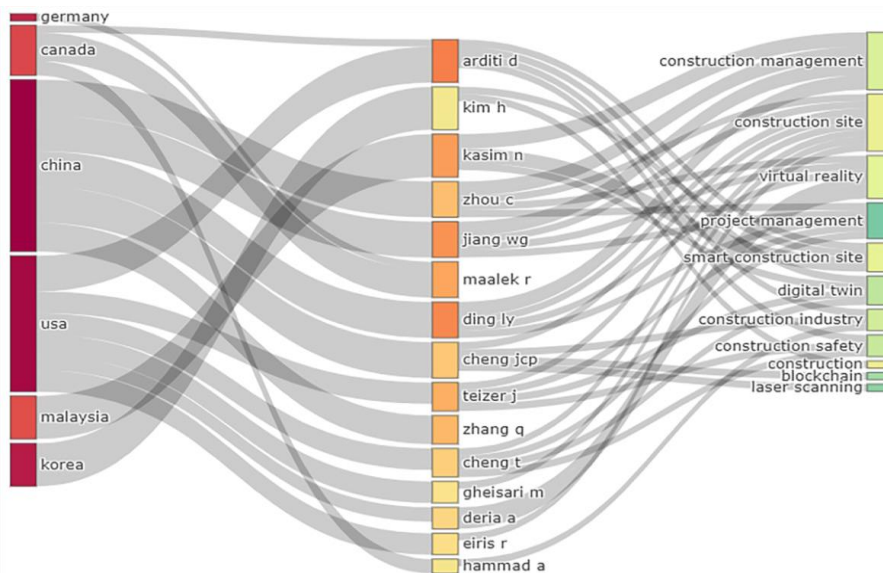 germany
canada
china
usa
malaysia
korea
arditi d
kim h
kasim n
zhou c
jiang wg
maalek r
ding ly
cheng jcp
teizer j
zhang q
cheng t
gheisari m
deria a
eiris r
hammad a
construction management
construction site
virtual reality
project management
smart construction site
digital twin
construction industry
construction safety
construction
blockchain
laser scanning